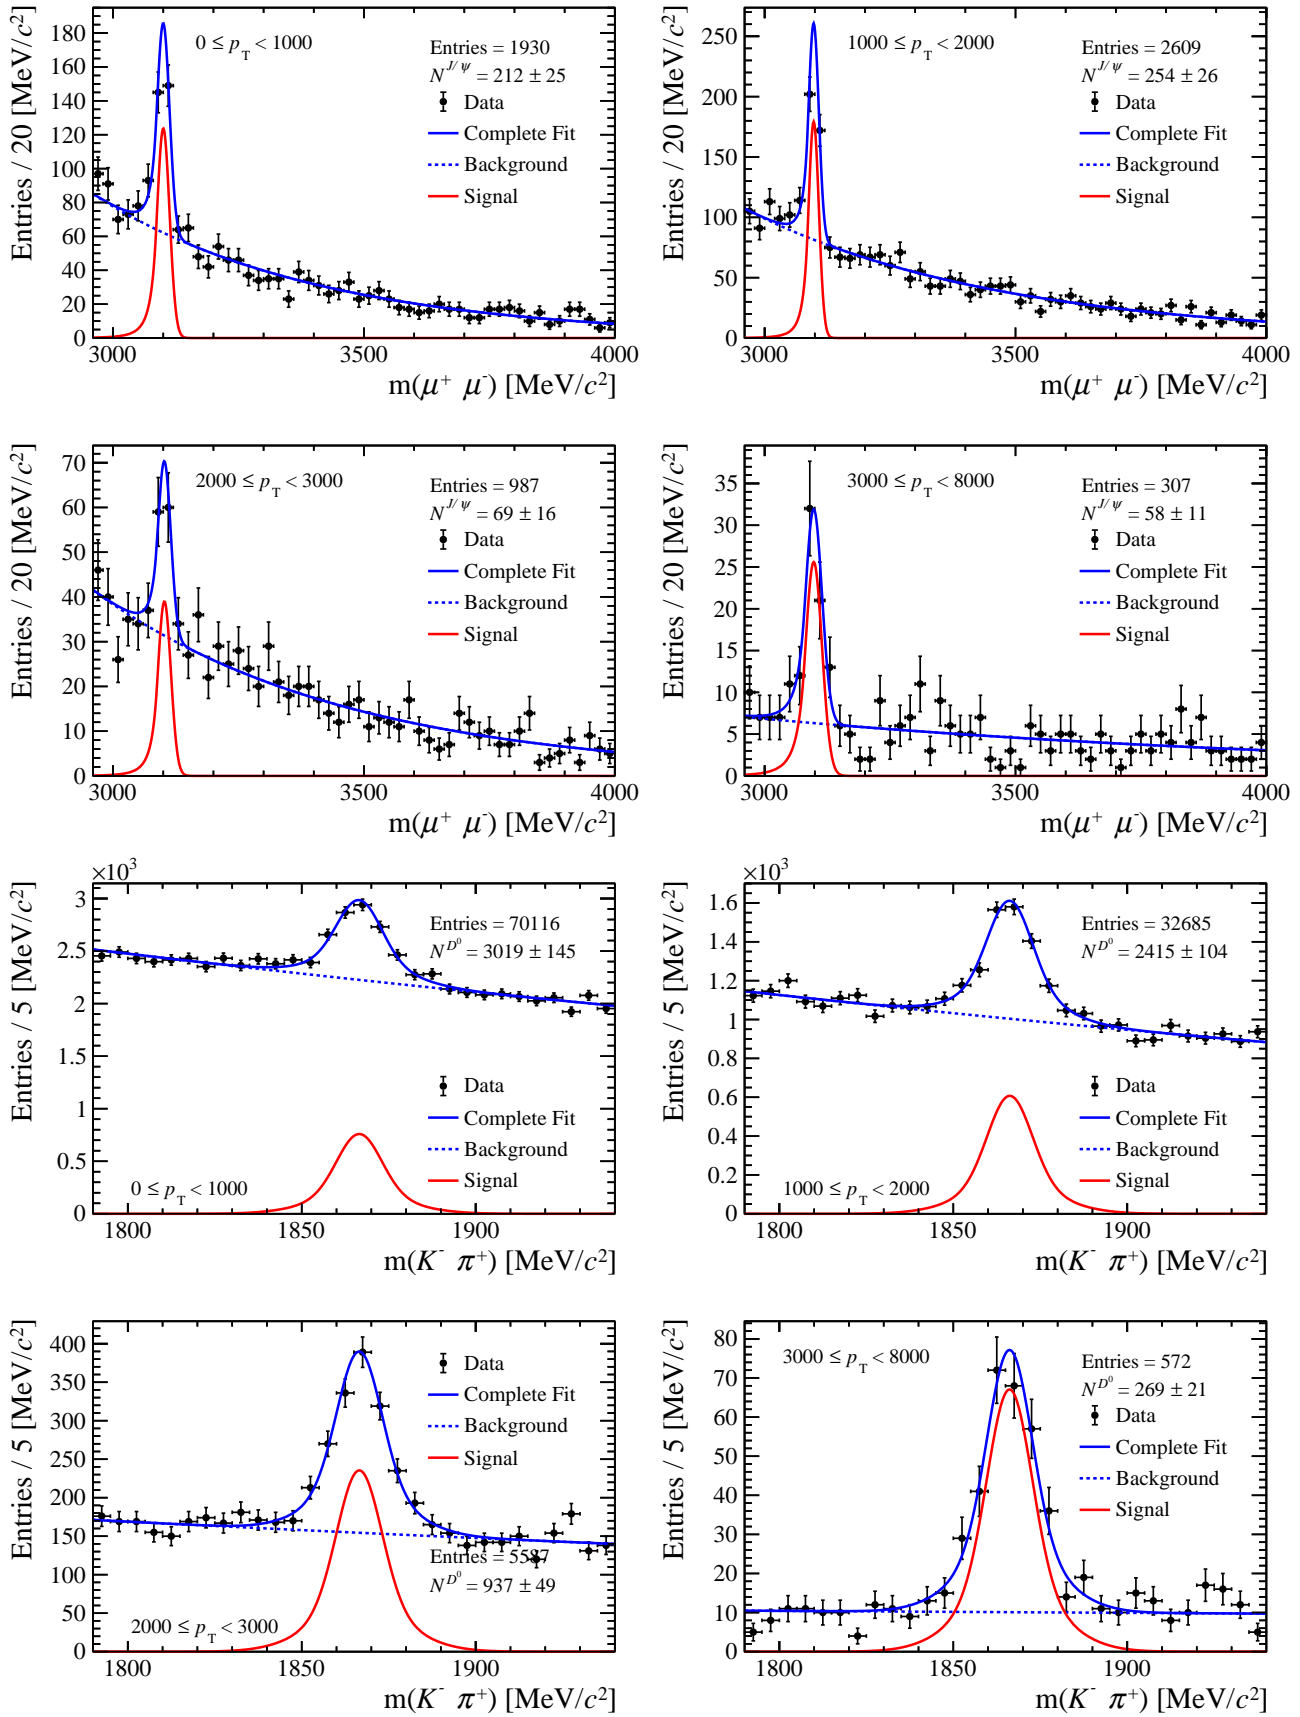 0 ≤ p_T < 1000
Entries = 1930
N^{J/ψ} = 212 ± 25
Data
Complete Fit
Background
Signal
Entries / 20 [MeV/c²]
0 20 40 60 80 100 120 140 160 180
3000 3500 4000
m(μ⁺ μ⁻) [MeV/c²]
1000 ≤ p_T < 2000
Entries = 2609
N^{J/ψ} = 254 ± 26
Data
Complete Fit
Background
Signal
Entries / 20 [MeV/c²]
0 50 100 150 200 250
3000 3500 4000
m(μ⁺ μ⁻) [MeV/c²]
2000 ≤ p_T < 3000
Entries = 987
N^{J/ψ} = 69 ± 16
Data
Complete Fit
Background
Signal
Entries / 20 [MeV/c²]
0 10 20 30 40 50 60 70
3000 3500 4000
m(μ⁺ μ⁻) [MeV/c²]
3000 ≤ p_T < 8000
Entries = 307
N^{J/ψ} = 58 ± 11
Data
Complete Fit
Background
Signal
Entries / 20 [MeV/c²]
0 5 10 15 20 25 30 35
3000 3500 4000
m(μ⁺ μ⁻) [MeV/c²]
×10³
Entries = 70116
N^{D⁰} = 3019 ± 145
Data
Complete Fit
Background
Signal
0 ≤ p_T < 1000
Entries / 5 [MeV/c²]
0 0.5 1 1.5 2 2.5 3
1800 1850 1900
m(K⁻ π⁺) [MeV/c²]
×10³
Entries = 32685
N^{D⁰} = 2415 ± 104
Data
Complete Fit
Background
Signal
1000 ≤ p_T < 2000
Entries / 5 [MeV/c²]
0 0.2 0.4 0.6 0.8 1 1.2 1.4 1.6
1800 1850 1900
m(K⁻ π⁺) [MeV/c²]
Data
Complete Fit
Background
Signal
Entries =
N^{D⁰} = 937 ± 49
2000 ≤ p_T < 3000
Entries / 5 [MeV/c²]
0 50 100 150 200 250 300 350 400
1800 1850 1900
m(K⁻ π⁺) [MeV/c²]
3000 ≤ p_T < 8000
Entries = 572
N^{D⁰} = 269 ± 21
Data
Complete Fit
Background
Signal
Entries / 5 [MeV/c²]
0 10 20 30 40 50 60 70 80
1800 1850 1900
m(K⁻ π⁺) [MeV/c²]